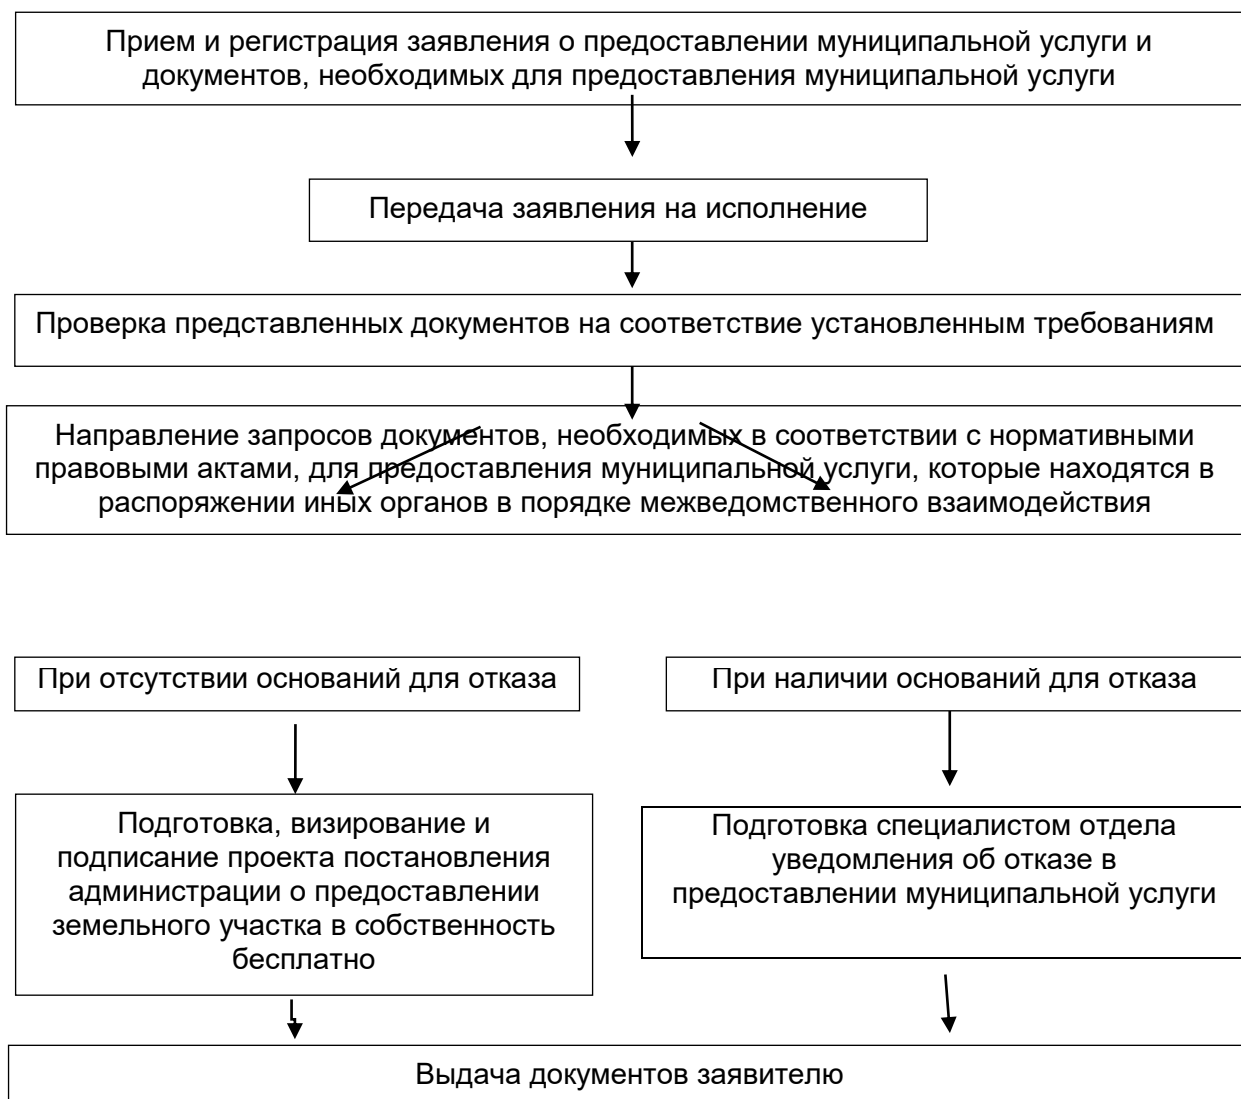 Прием и регистрация заявления о предоставлении муниципальной услуги и
документов, необходимых для предоставления муниципальной услуги
Передача заявления на исполнение
Проверка представленных документов на соответствие установленным требованиям
Направление запросов документов, необходимых в соответствии с нормативными
правовыми актами, для предоставления муниципальной услуги, которые находятся в
распоряжении иных органов в порядке межведомственного взаимодействия
При отсутствии оснований для отказа
При наличии оснований для отказа
Подготовка, визирование и
подписание проекта постановления
администрации о предоставлении
земельного участка в собственность
бесплатно
Подготовка специалистом отдела
уведомления об отказе в
предоставлении муниципальной услуги
Выдача документов заявителю